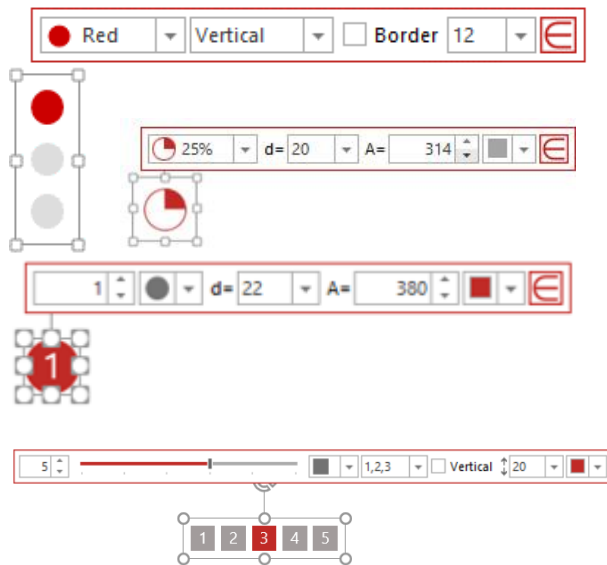 Red Vertical Border 12
25% d= 20 A= 314
1 d= 22 A= 380
1
5 1,2,3 Vertical 20
1 2 3 4 5